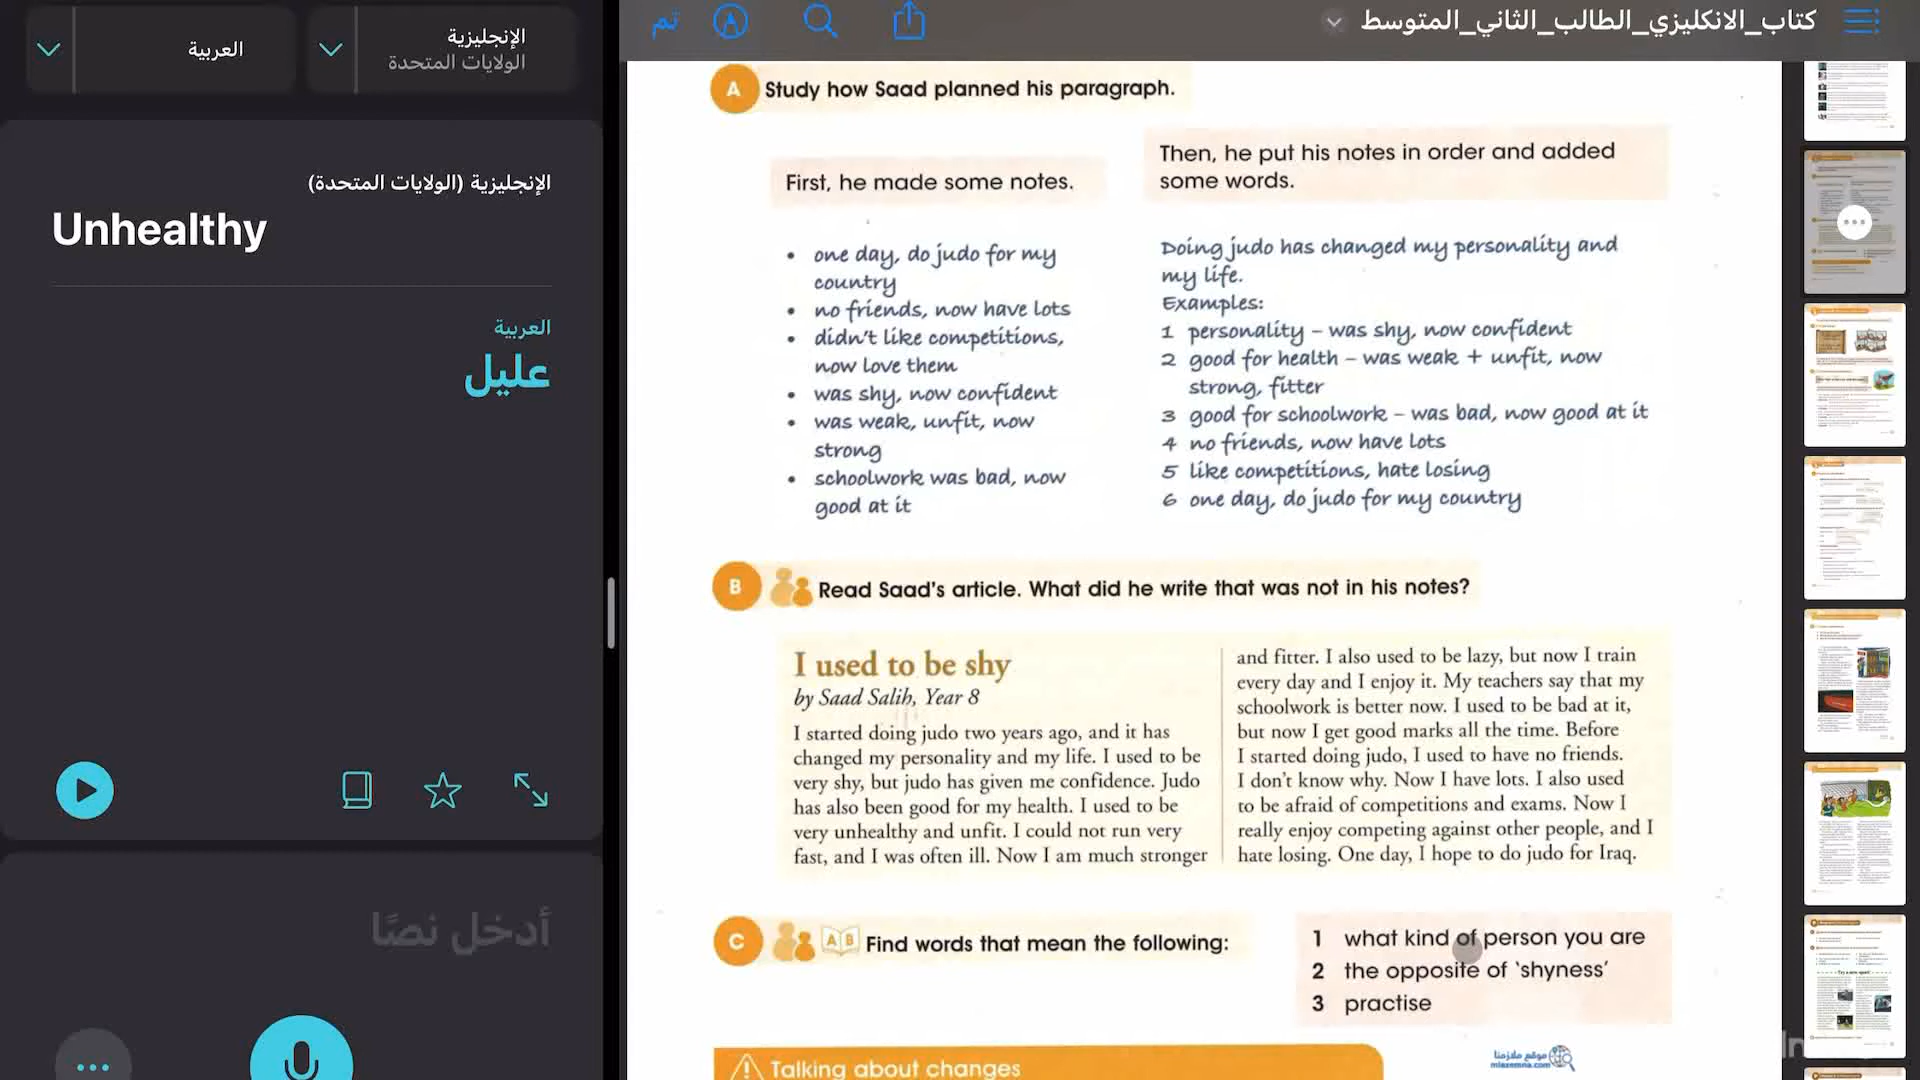 العربية
الإنجليزية
الولايات المتحدة
الإنجليزية (الولايات المتحدة)
Unhealthy
العربية
عليل
أدخل نصًا
تم
كتاب_الانكليزي_الطالب_الثاني_المتوسط
A Study how Saad planned his paragraph.
First, he made some notes.
• one day, do judo for my
country
• no friends, now have lots
• didn't like competitions,
now love them
• was shy, now confident
• was weak, unfit, now
strong
• schoolwork was bad, now
good at it
Then, he put his notes in order and added
some words.
Doing judo has changed my personality and
my life.
Examples:
1 personality – was shy, now confident
2 good for health – was weak + unfit, now
strong, fitter
3 good for schoolwork – was bad, now good at it
4 no friends, now have lots
5 like competitions, hate losing
6 one day, do judo for my country
B Read Saad's article. What did he write that was not in his notes?
I used to be shy
by Saad Salih, Year 8
I started doing judo two years ago, and it has
changed my personality and my life. I used to be
very shy, but judo has given me confidence. Judo
has also been good for my health. I used to be
very unhealthy and unfit. I could not run very
fast, and I was often ill. Now I am much stronger
and fitter. I also used to be lazy, but now I train
every day and I enjoy it. My teachers say that my
schoolwork is better now. I used to be bad at it,
but now I get good marks all the time. Before
I started doing judo, I used to have no friends.
I don't know why. Now I have lots. I also used
to be afraid of competitions and exams. Now I
really enjoy competing against other people, and I
hate losing. One day, I hope to do judo for Iraq.
C AB Find words that mean the following:
1 what kind of person you are
2 the opposite of 'shyness'
3 practise
Talking about changes
موقع ملازمنا
mlazemna.com